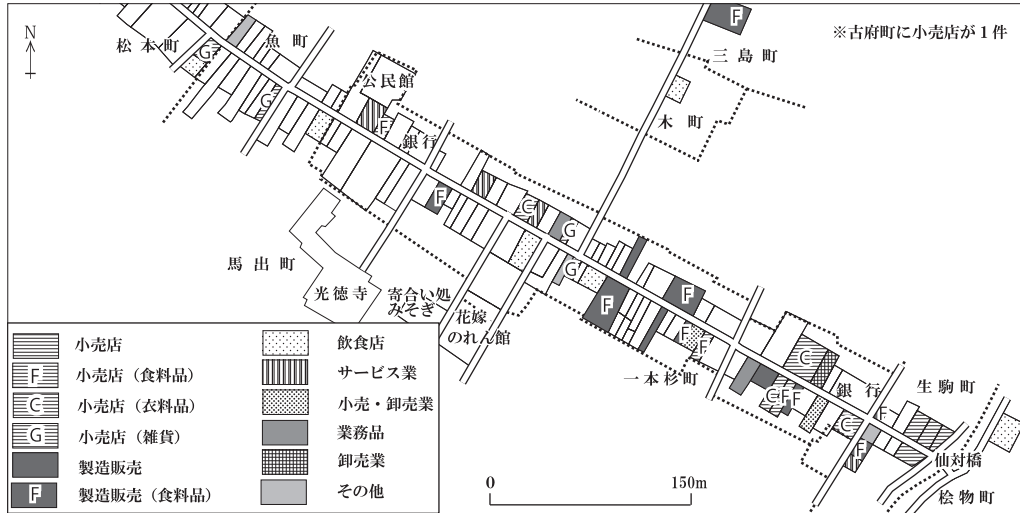 ※古府町に小売店が1件
N
松本町
魚町
公民館
銀行
三島町
木町
馬出町
光徳寺
寄合い処
みそぎ
花嫁
のれん館
一本杉町
銀行
生駒町
仙対橋
桧物町
F
G
G
F
F
C
G
G
F
F
F
F
C
C
F
F
C
F
F
小売店
F 小売店(食料品)
C 小売店(衣料品)
G 小売店(雑貨)
製造販売
F 製造販売(食料品)
飲食店
サービス業
小売・卸売業
業務品
卸売業
その他
0 150m